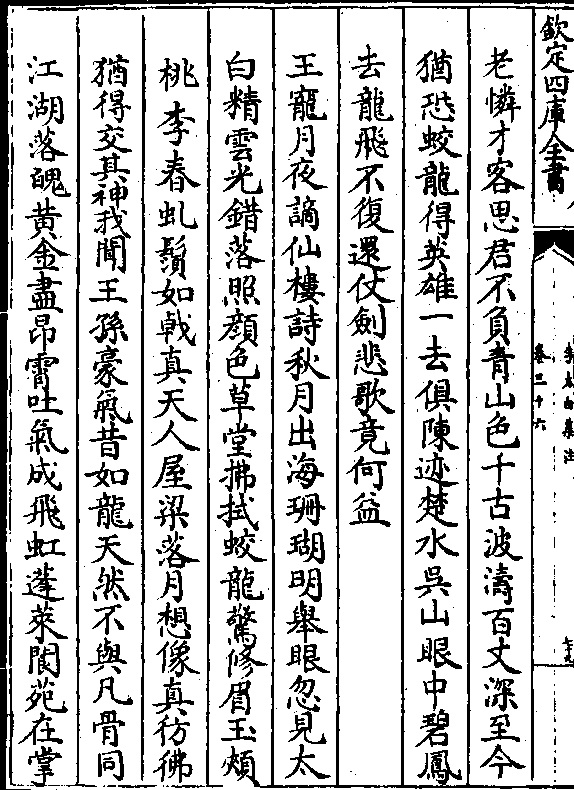 欽定四庫全書
李太白集注
卷三十六
老憐才客思君不負青山色千古波濤百丈深至今
猶恐蛟龍得英雄一去俱陳迹楚水吳山眼中碧鳳
去龍飛不復還仗劍悲歌竟何益
王寵月夜謫仙樓詩秋月出海珊瑚明舉眼忽見太
白精雲光錯落照顔色草堂拂拭蛟龍驚修眉玉頰
桃李春虬鬚如戟真天人屋梁落月想像真彷彿
猶得交其神我聞王孫豪氣昔如龍天然不與凡骨同
江湖落魄黃金盡昂霄吐氣成飛虹蓬萊閬苑在掌